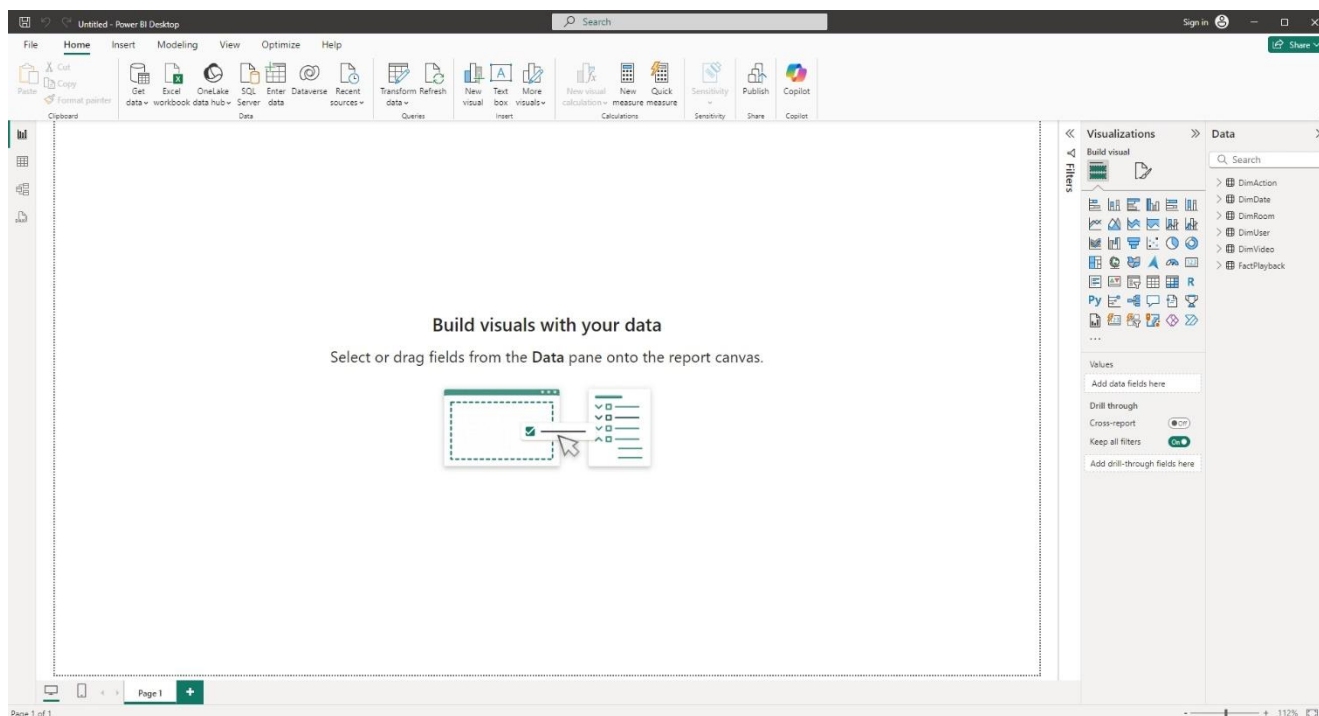 Untitled - Power BI Desktop
Search
Sign in
File Home Insert Modeling View Optimize Help
Share
Paste
Cut
Copy
Format painter
Clipboard
Get data
Excel workbook
OneLake data hub
SQL Server
Enter data
Dataverse
Recent sources
Data
Transform data
Refresh
Queries
New visual
Text box
More visuals
Insert
New visual calculation
New measure
Quick measure
Calculations
Sensitivity
Sensitivity
Publish
Share
Copilot
Copilot
Build visuals with your data
Select or drag fields from the Data pane onto the report canvas.
Filters
Visualizations
Build visual
R
Py
...
Values
Add data fields here
Drill through
Cross-report
Off
Keep all filters
On
Add drill-through fields here
Data
Search
DimAction
DimDate
DimRoom
DimUser
DimVideo
FactPlayback
Page 1
Page 1 of 1
112%